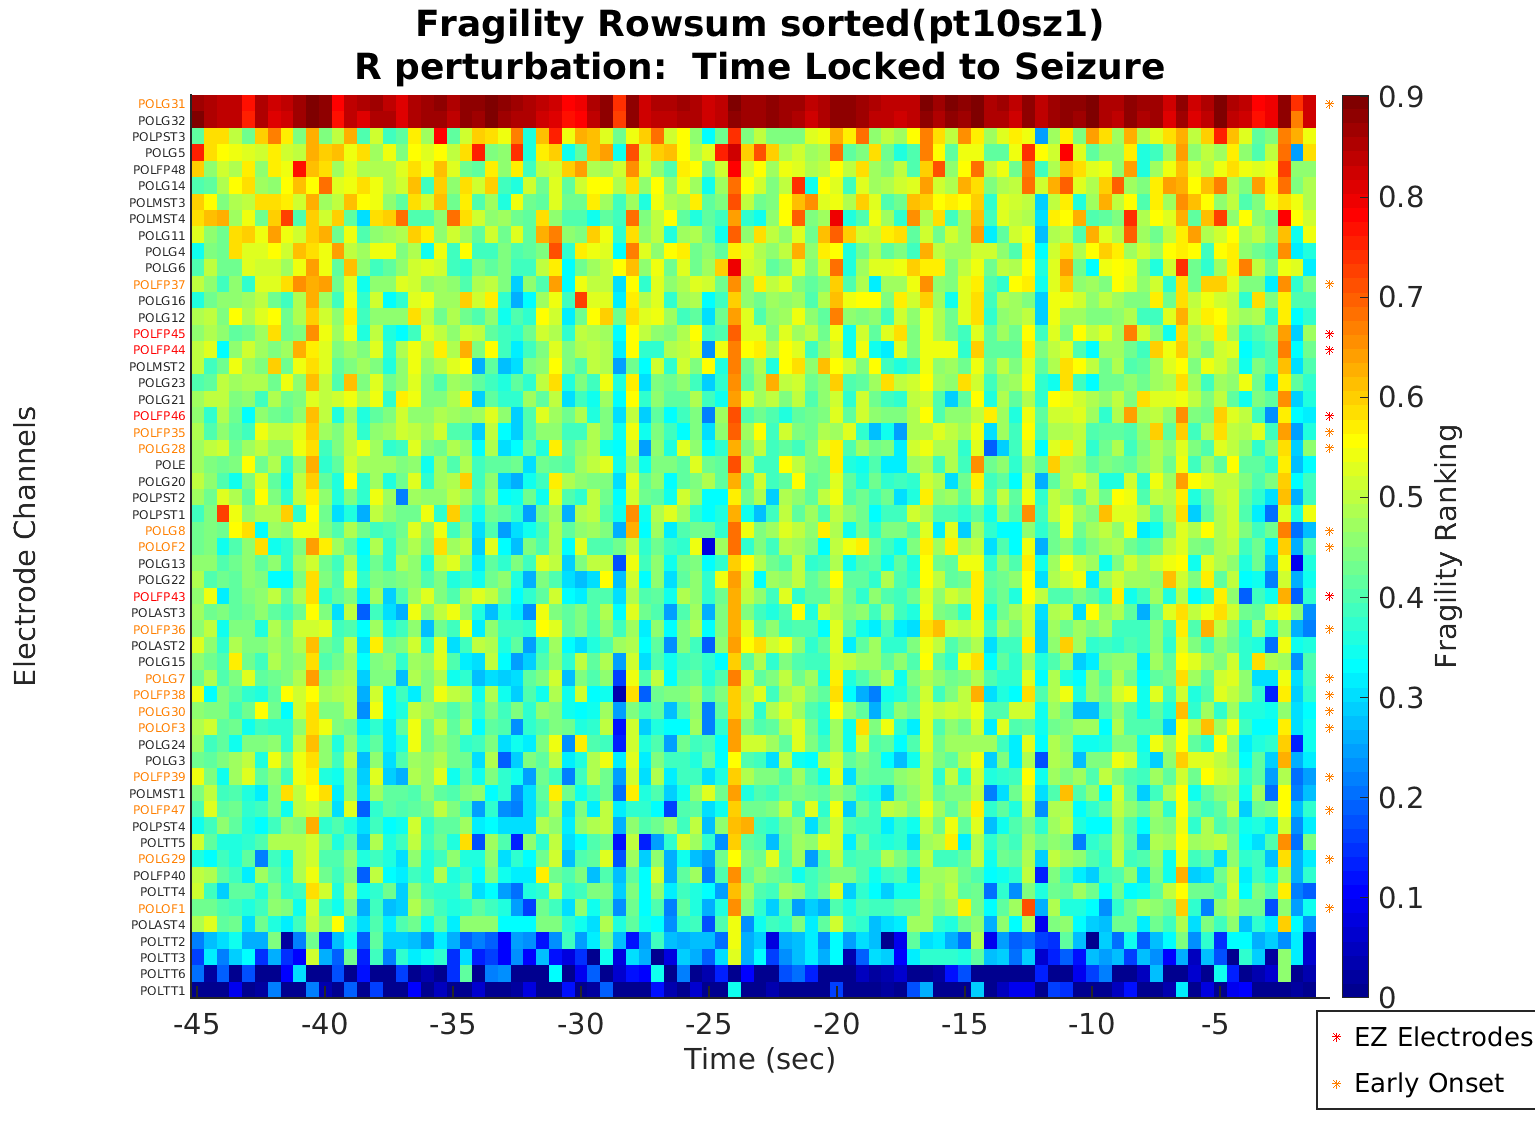 Fragility Rowsum sorted(pt10sz1)
R perturbation:  Time Locked to Seizure
Electrode Channels
POLG31
POLG32
POLPST3
POLG5
POLFP48
POLG14
POLMST3
POLMST4
POLG11
POLG4
POLG6
POLFP37
POLG16
POLG12
POLFP45
POLFP44
POLMST2
POLG23
POLG21
POLFP46
POLFP35
POLG28
POLE
POLG20
POLPST2
POLPST1
POLG8
POLOF2
POLG13
POLG22
POLFP43
POLAST3
POLFP36
POLAST2
POLG15
POLG7
POLFP38
POLG30
POLOF3
POLG24
POLG3
POLFP39
POLMST1
POLFP47
POLPST4
POLTT5
POLG29
POLFP40
POLTT4
POLOF1
POLAST4
POLTT2
POLTT3
POLTT6
POLTT1
-45 -40 -35 -30 -25 -20 -15 -10 -5
Time (sec)
0.9
0.8
0.7
0.6
0.5
0.4
0.3
0.2
0.1
0
Fragility Ranking
EZ Electrodes
Early Onset